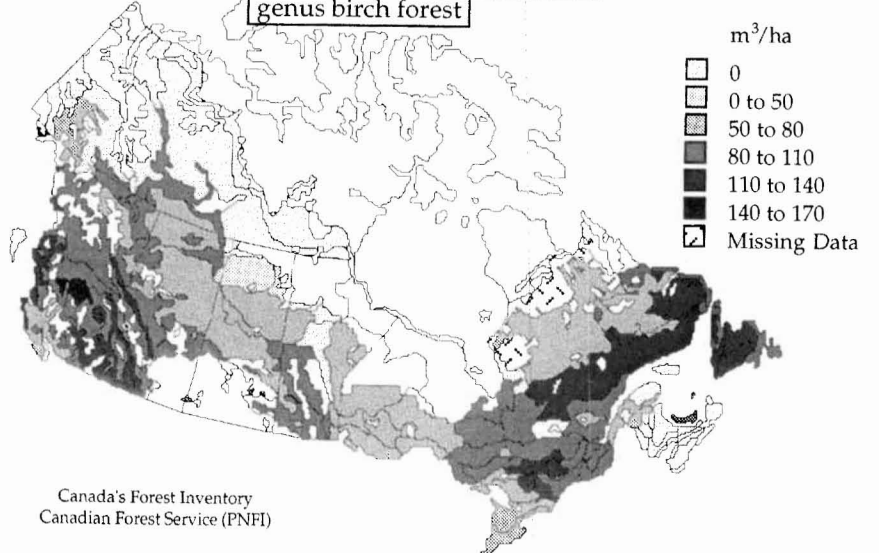 genus birch forest
m³/ha
0
0 to 50
50 to 80
80 to 110
110 to 140
140 to 170
Missing Data
Canada's Forest Inventory
Canadian Forest Service (PNFI)